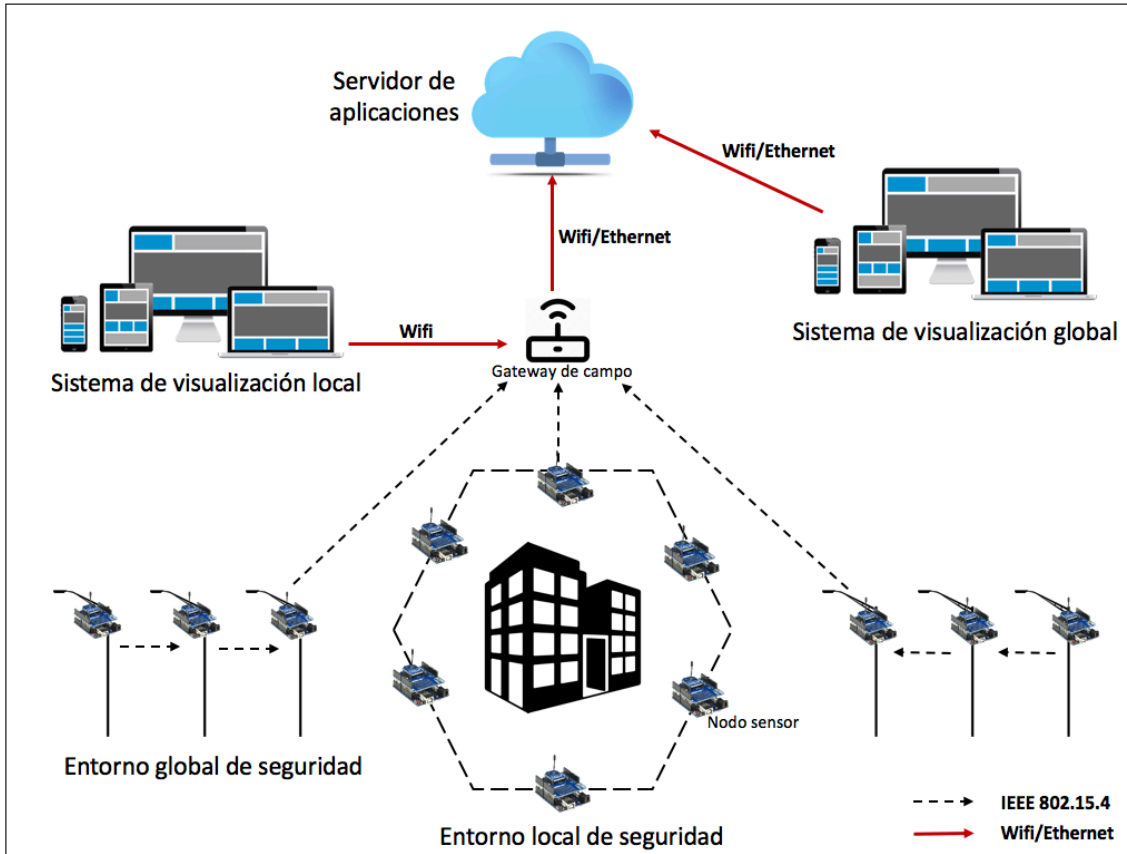 Servidor de
aplicaciones
Wifi/Ethernet
Wifi/Ethernet
Wifi
Sistema de visualización global
Gateway de campo
Sistema de visualización local
Nodo sensor
Entorno global de seguridad
Entorno local de seguridad
IEEE 802.15.4
Wifi/Ethernet